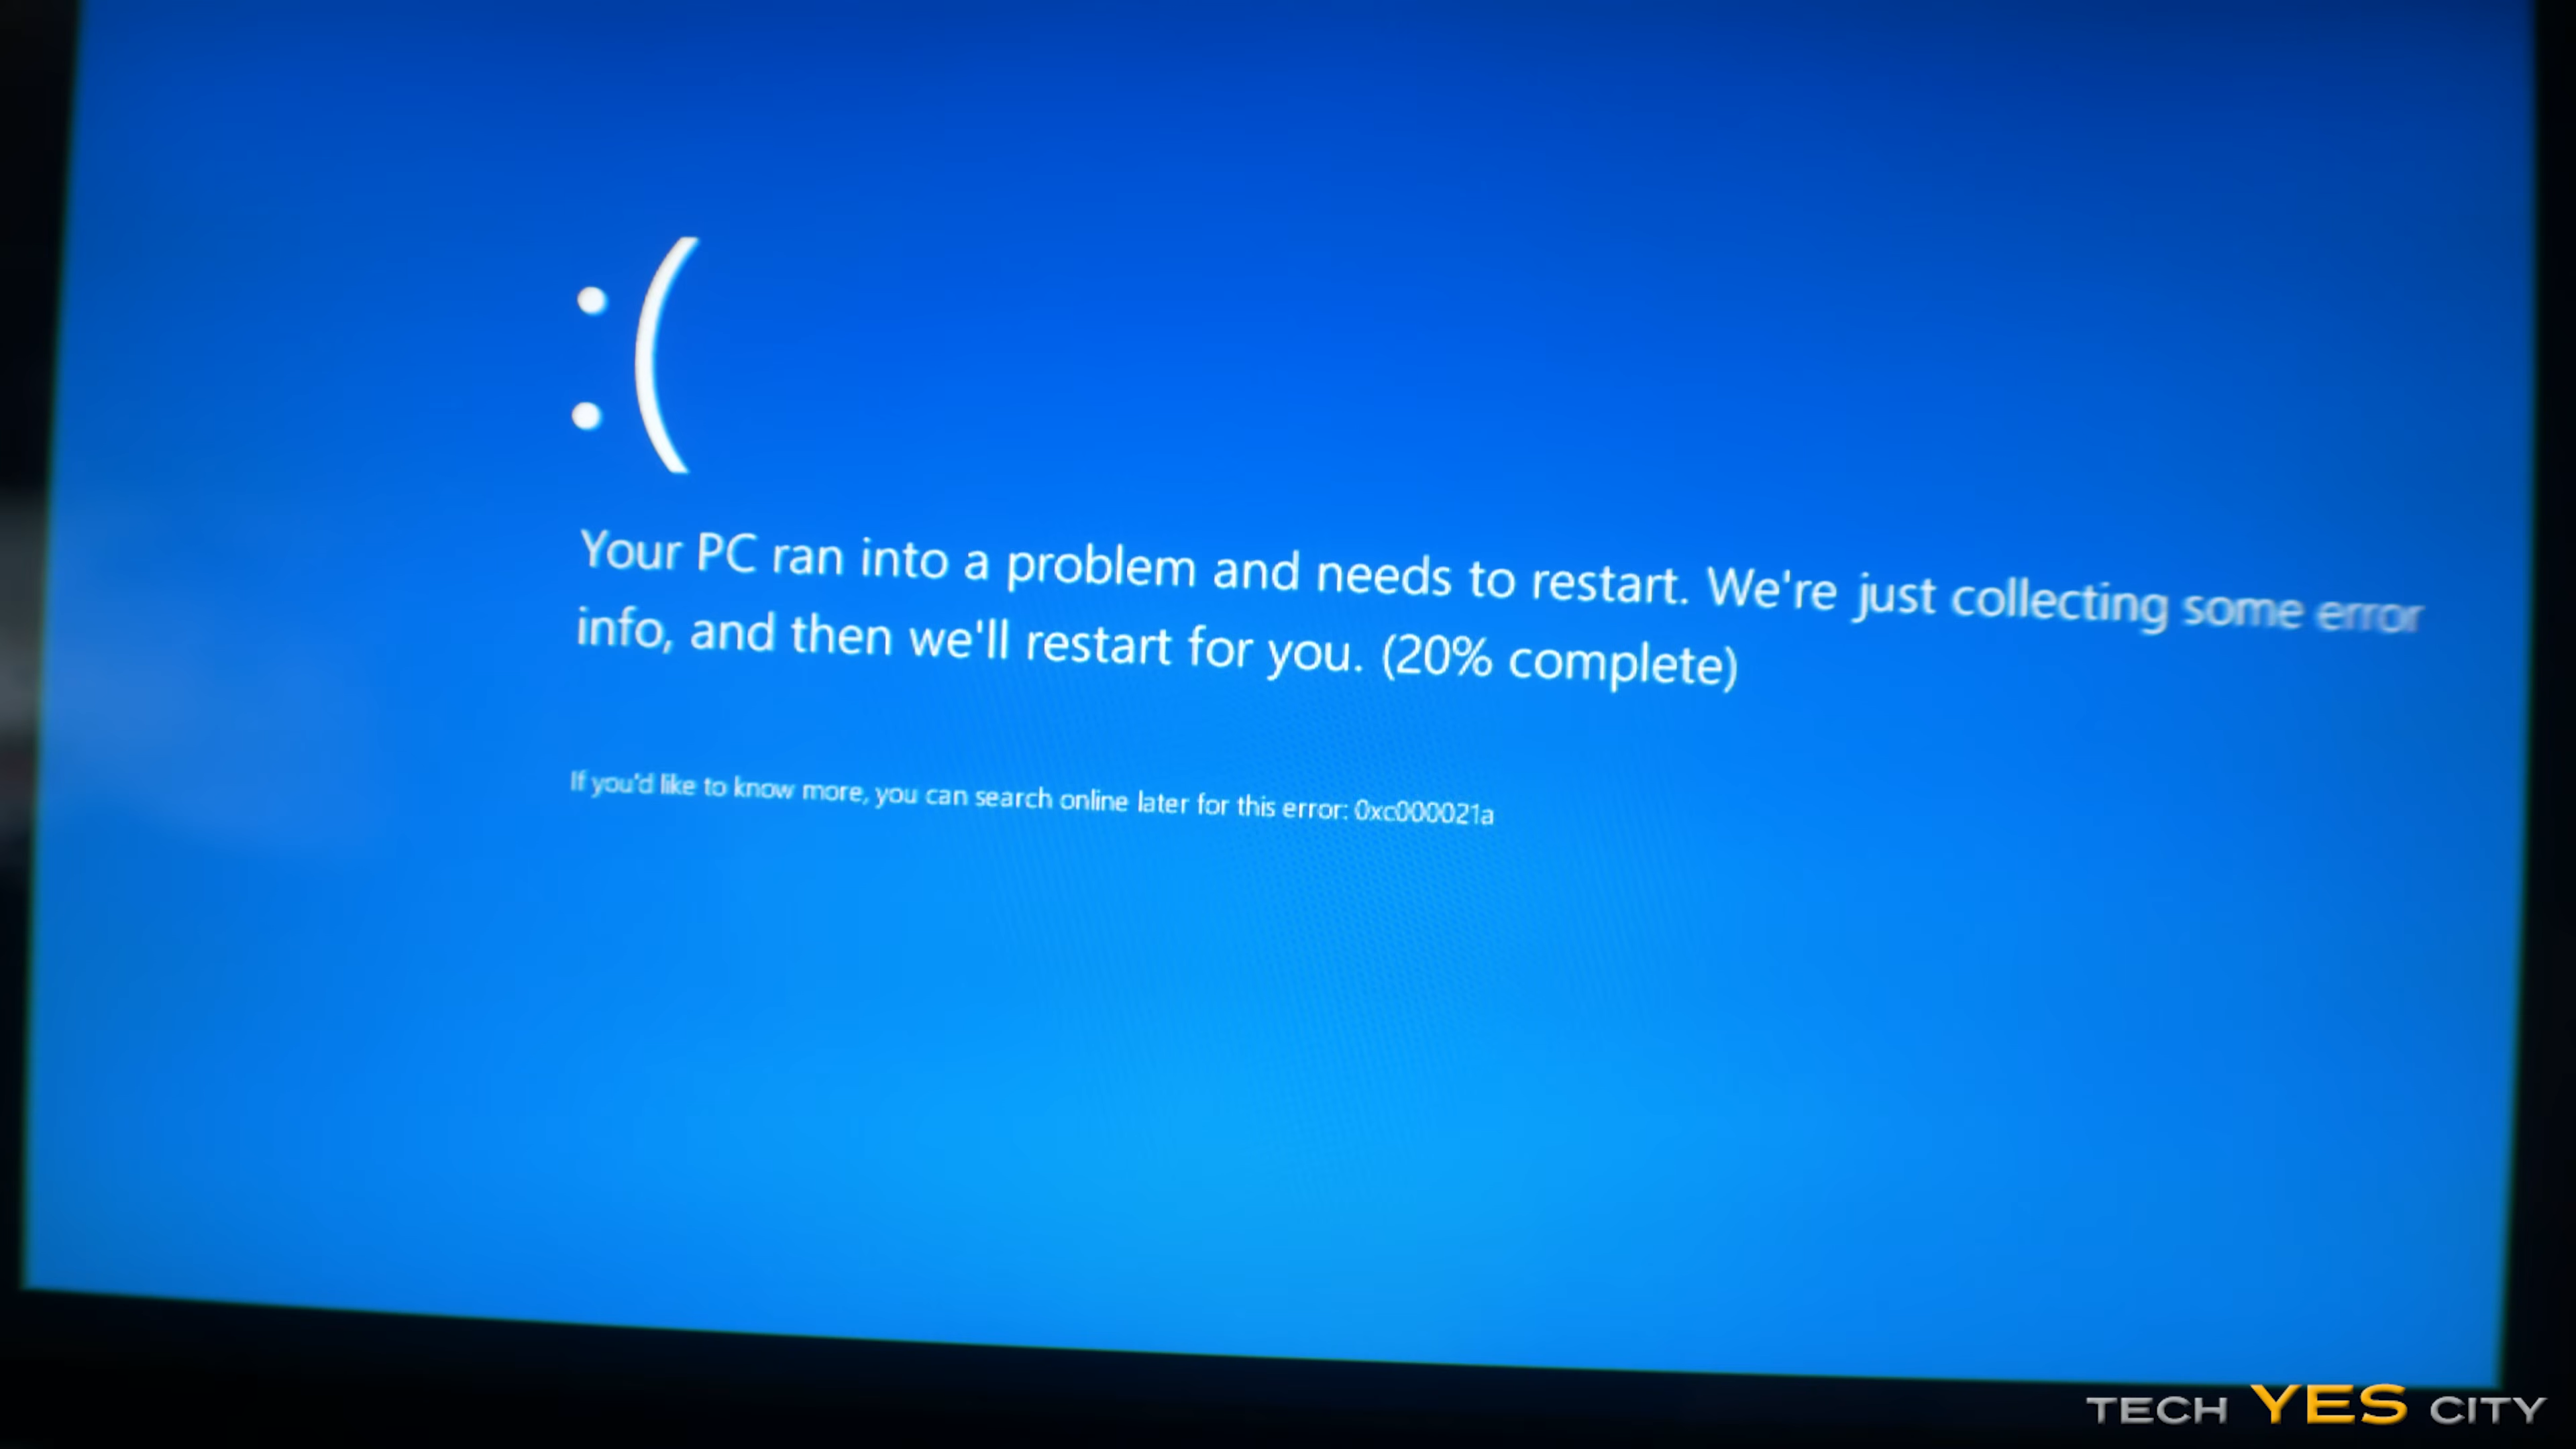 :(
Your PC ran into a problem and needs to restart. We're just collecting some error
info, and then we'll restart for you. (20% complete)
If you'd like to know more, you can search online later for this error: 0xc000021a
TECH YES CITY